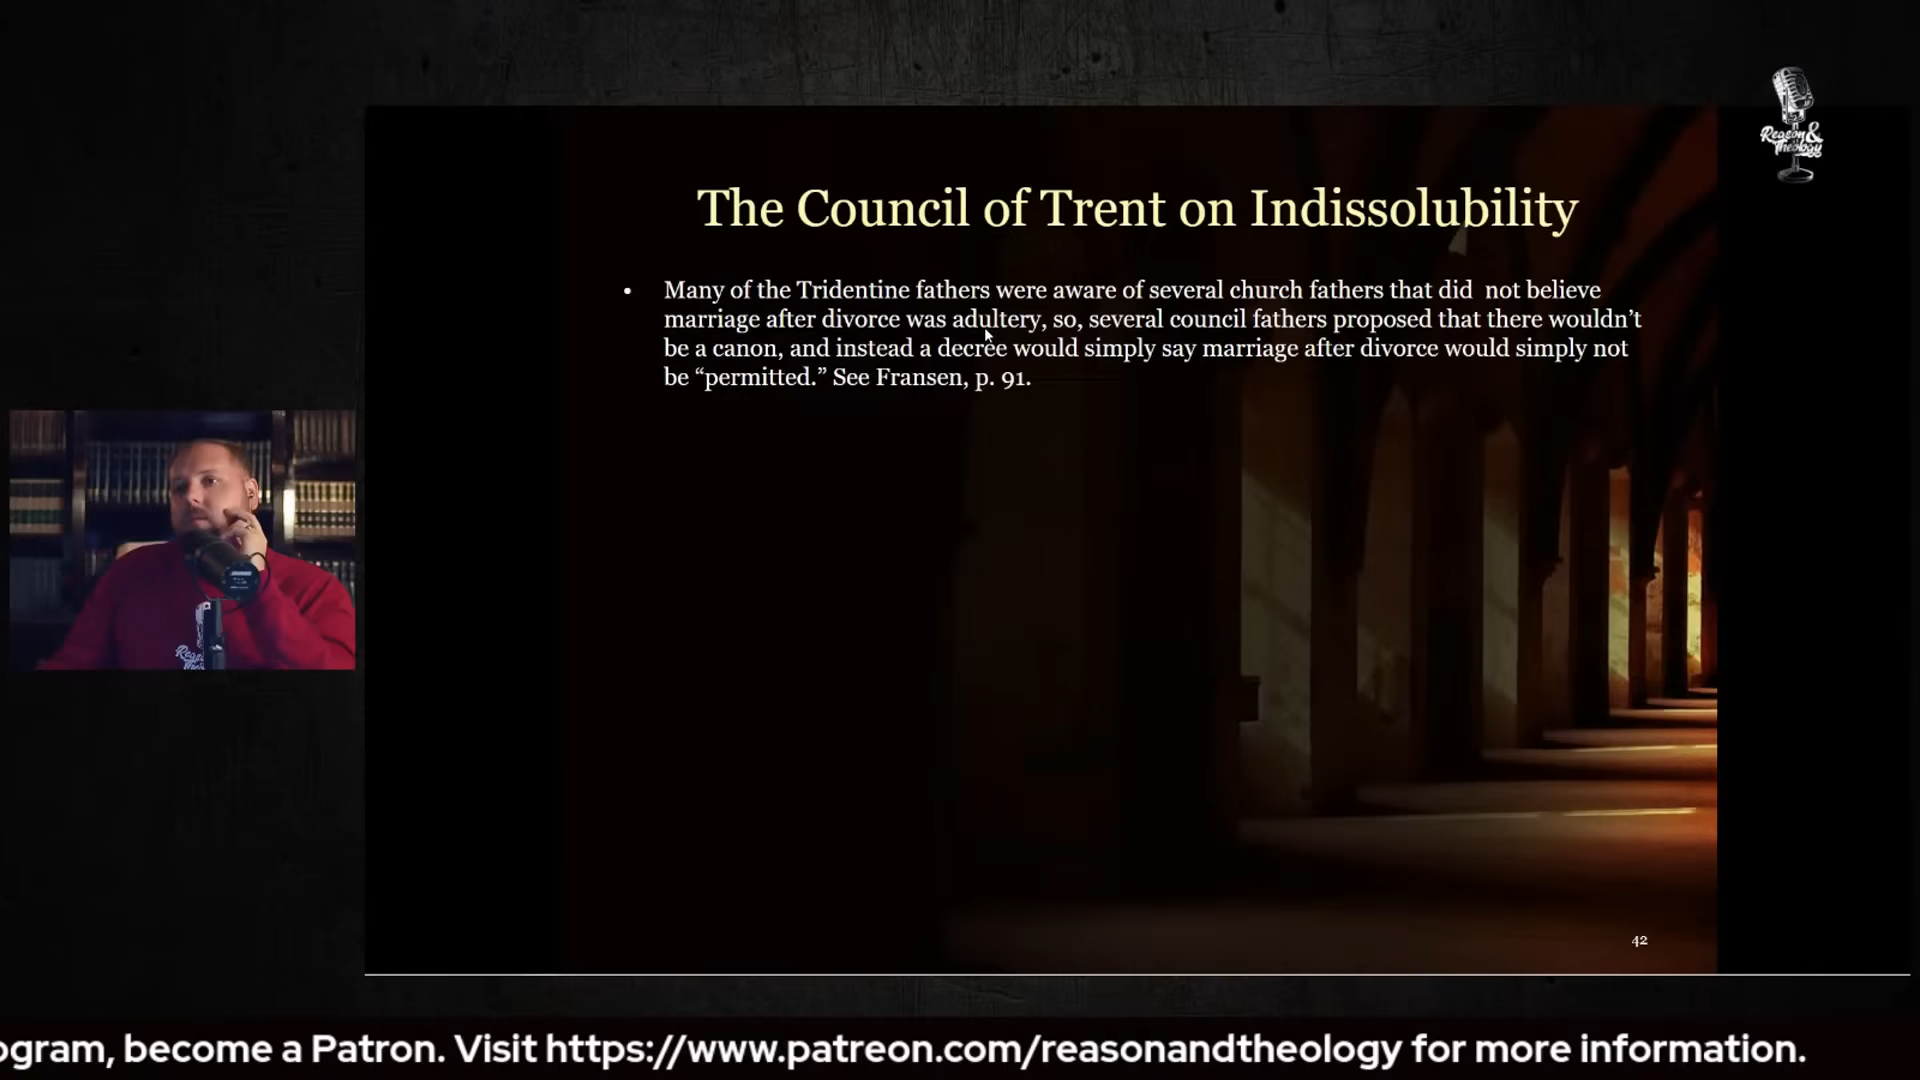 Reason &
Theology
The Council of Trent on Indissolubility
• Many of the Tridentine fathers were aware of several church fathers that did not believe
marriage after divorce was adultery, so, several council fathers proposed that there wouldn't
be a canon, and instead a decree would simply say marriage after divorce would simply not
be “permitted.” See Fransen, p. 91.
42
ogram, become a Patron. Visit https://www.patreon.com/reasonandtheology for more information.